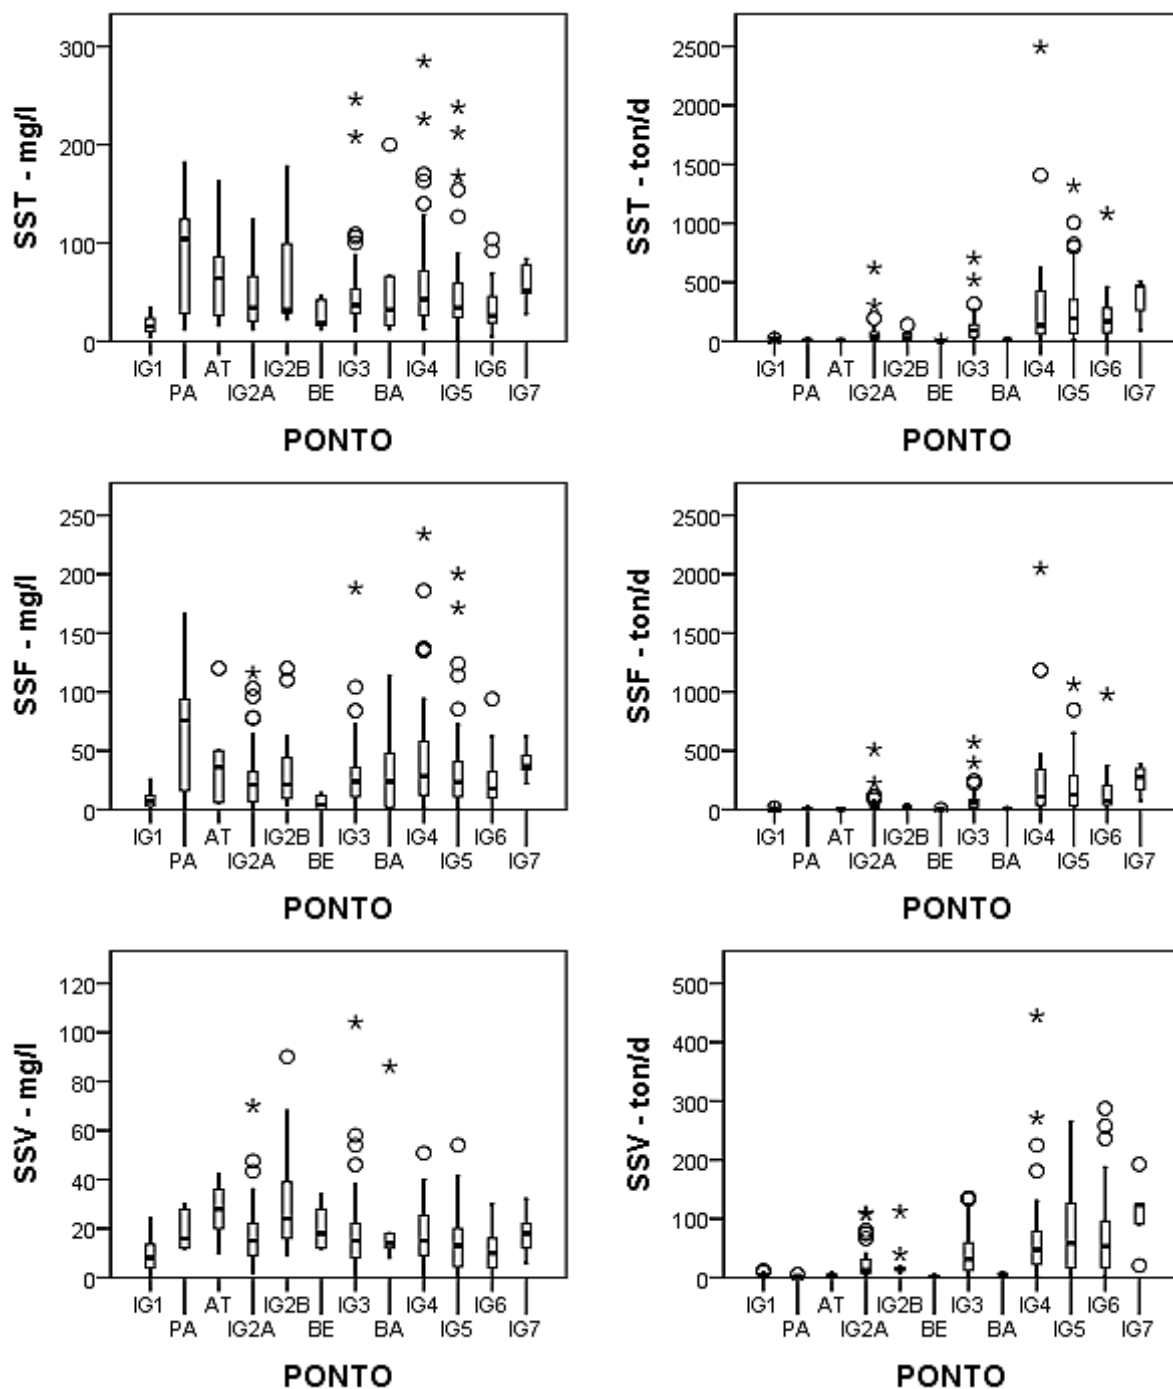 SST - mg/l
300
200
100
0
IG1 AT IG2B IG3 IG4 IG6
PA IG2A BE BA IG5 IG7
PONTO
SST - ton/d
2500
2000
1500
1000
500
0
IG1 AT IG2B IG3 IG4 IG6
PA IG2A BE BA IG5 IG7
PONTO
SSF - mg/l
250
200
150
100
50
0
IG1 AT IG2B IG3 IG4 IG6
PA IG2A BE BA IG5 IG7
PONTO
SSF - ton/d
2500
2000
1500
1000
500
0
IG1 AT IG2B IG3 IG4 IG6
PA IG2A BE BA IG5 IG7
PONTO
SSV - mg/l
120
100
80
60
40
20
0
IG1 AT IG2B IG3 IG4 IG6
PA IG2A BE BA IG5 IG7
PONTO
SSV - ton/d
500
400
300
200
100
0
IG1 AT IG2B IG3 IG4 IG6
PA IG2A BE BA IG5 IG7
PONTO